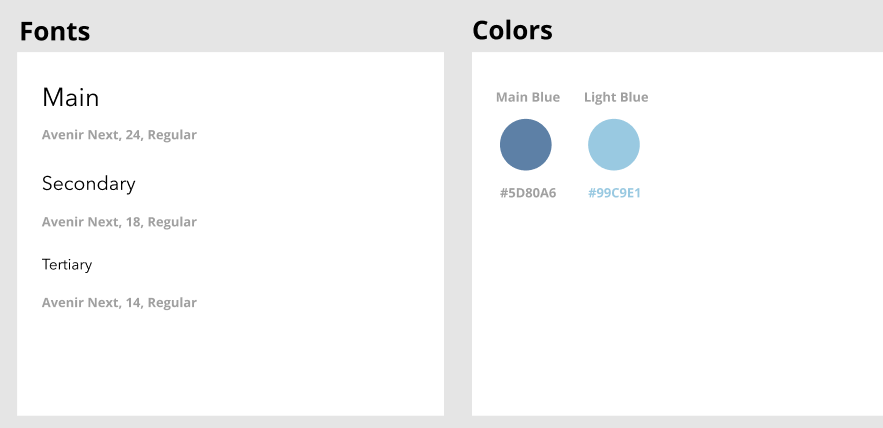 Fonts
Main
Avenir Next, 24, Regular
Secondary
Avenir Next, 18, Regular
Tertiary
Avenir Next, 14, Regular
Colors
Main Blue Light Blue
#5D80A6 #99C9E1